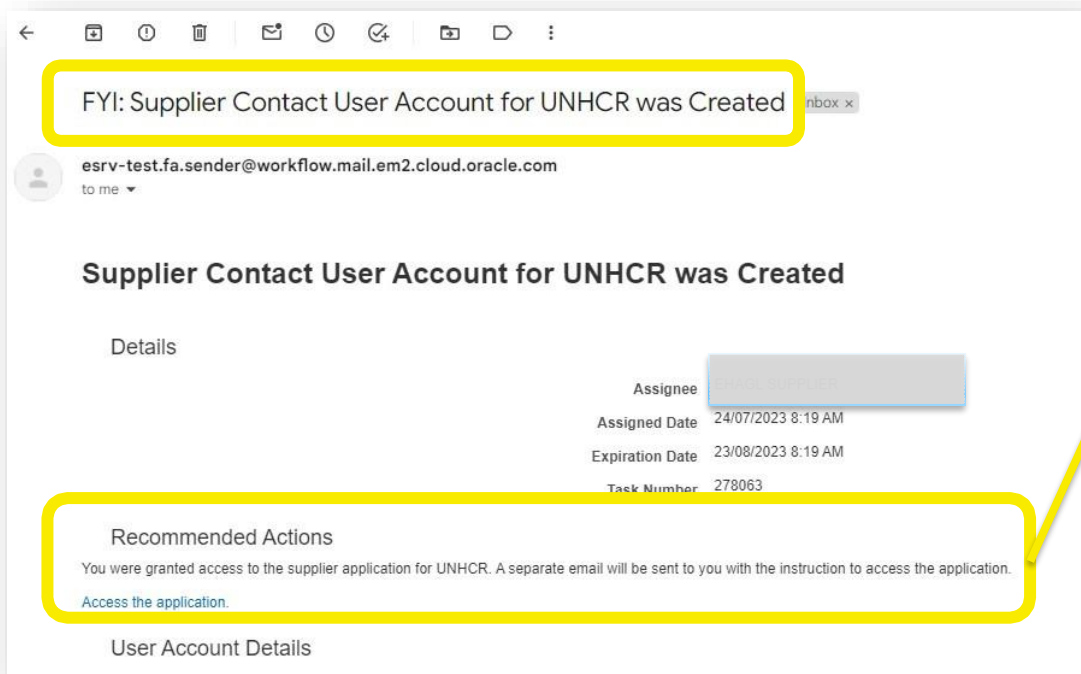 FYI: Supplier Contact User Account for UNHCR was Created
nbox ×
esrv-test.fa.sender@workflow.mail.em2.cloud.oracle.com
to me
Supplier Contact User Account for UNHCR was Created
Details
Assignee
Assigned Date 24/07/2023 8:19 AM
Expiration Date 23/08/2023 8:19 AM
Task Number 278063
Recommended Actions
You were granted access to the supplier application for UNHCR. A separate email will be sent to you with the instruction to access the application.
Access the application.
User Account Details